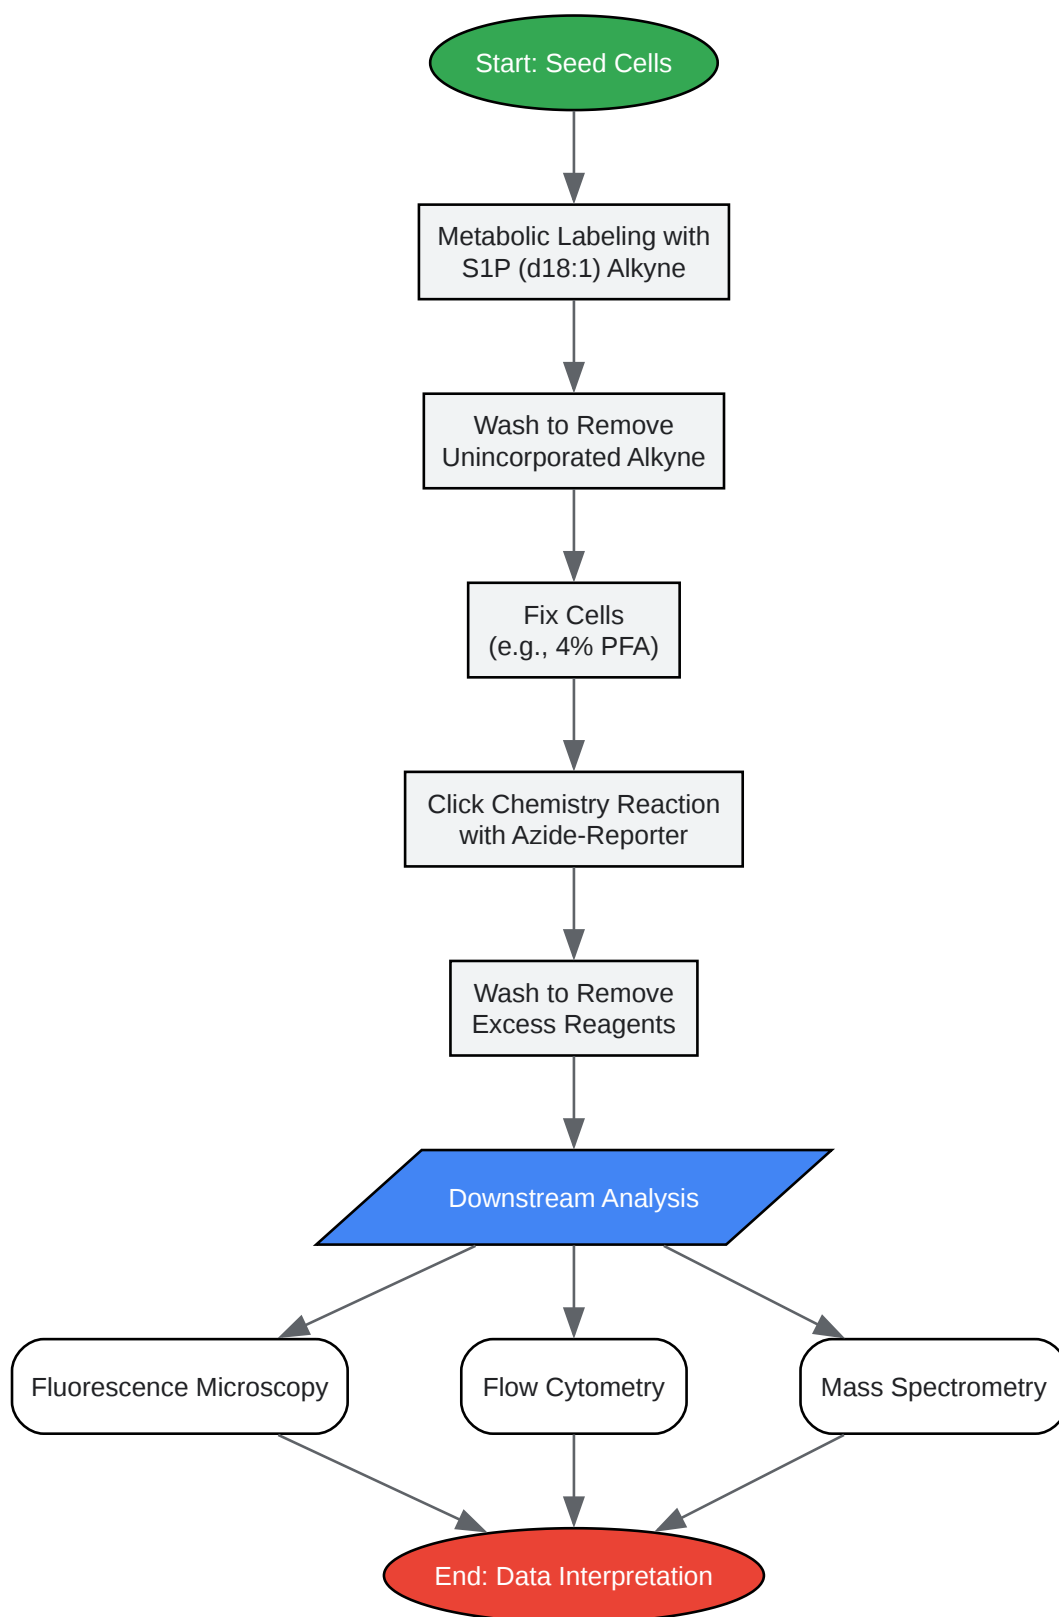 Start: Seed Cells
Metabolic Labeling with
S1P (d18:1) Alkyne
Wash to Remove
Unincorporated Alkyne
Fix Cells
(e.g., 4% PFA)
Click Chemistry Reaction
with Azide-Reporter
Wash to Remove
Excess Reagents
Downstream Analysis
Fluorescence Microscopy
Flow Cytometry
Mass Spectrometry
End: Data Interpretation